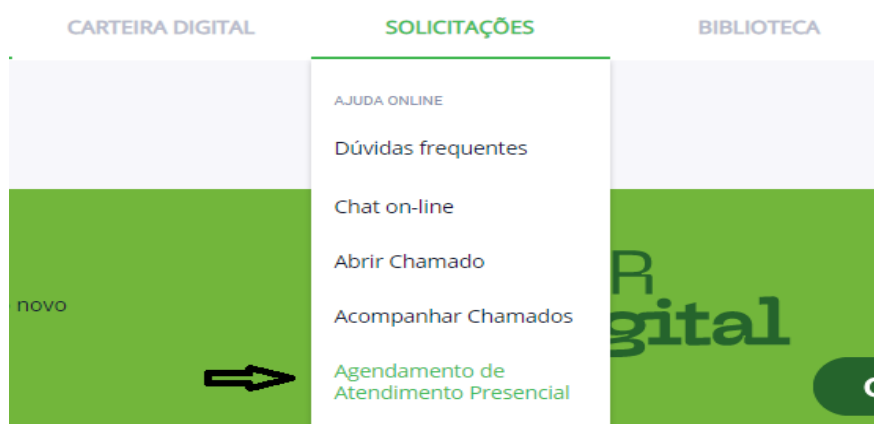 CARTEIRA DIGITAL
SOLICITAÇÕES
BIBLIOTECA
AJUDA ONLINE
Dúvidas frequentes
Chat on-line
Abrir Chamado
Acompanhar Chamados
Agendamento de
Atendimento Presencial
novo
R
gital